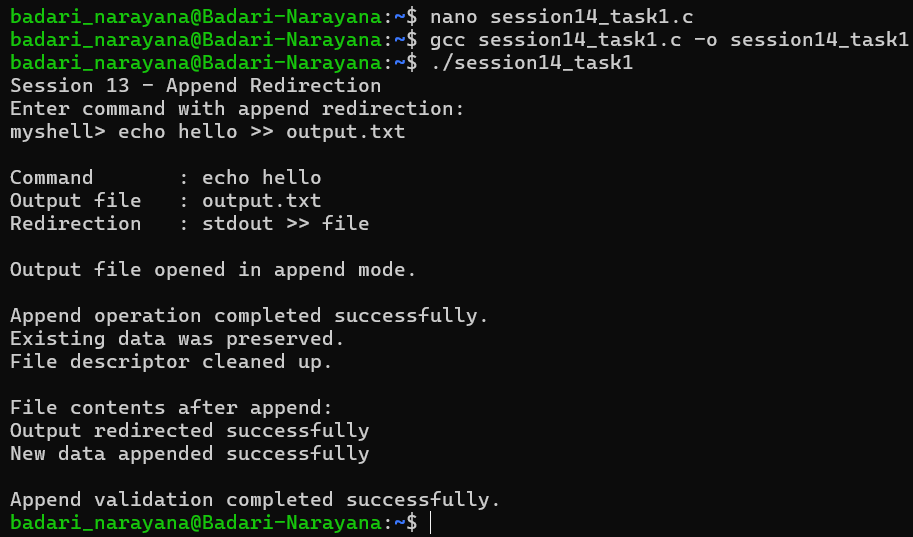 badari_narayana@Badari-Narayana:~$ nano session14_task1.c
badari_narayana@Badari-Narayana:~$ gcc session14_task1.c -o session14_task1
badari_narayana@Badari-Narayana:~$ ./session14_task1
Session 13 - Append Redirection
Enter command with append redirection:
myshell> echo hello >> output.txt

Command       : echo hello
Output file   : output.txt
Redirection   : stdout >> file

Output file opened in append mode.

Append operation completed successfully.
Existing data was preserved.
File descriptor cleaned up.

File contents after append:
Output redirected successfully
New data appended successfully

Append validation completed successfully.
badari_narayana@Badari-Narayana:~$